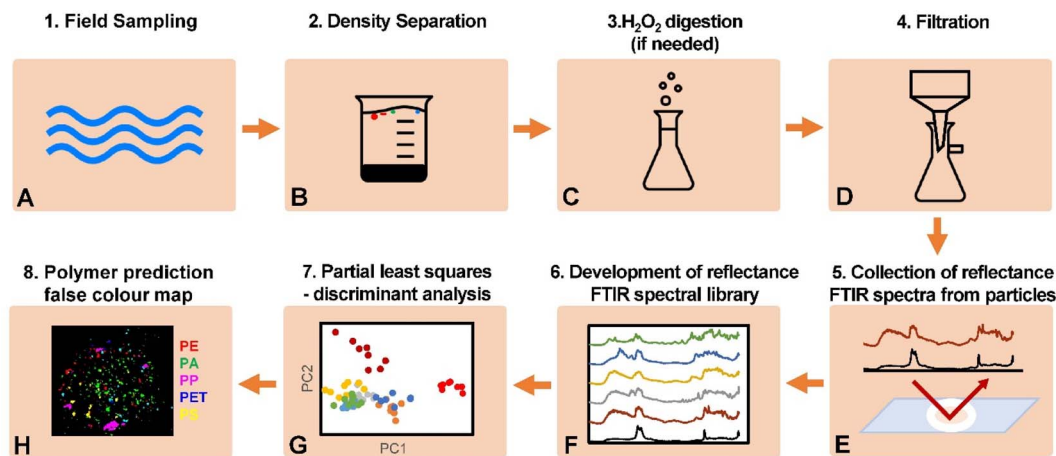 1. Field Sampling
2. Density Separation
3.H₂O₂ digestion
(if needed)
4. Filtration
A
B
C
D
8. Polymer prediction
false colour map
7. Partial least squares
- discriminant analysis
6. Development of reflectance
FTIR spectral library
5. Collection of reflectance
FTIR spectra from particles
PE
PA
PP
PET
PS
H
PC2
PC1
G
F
E